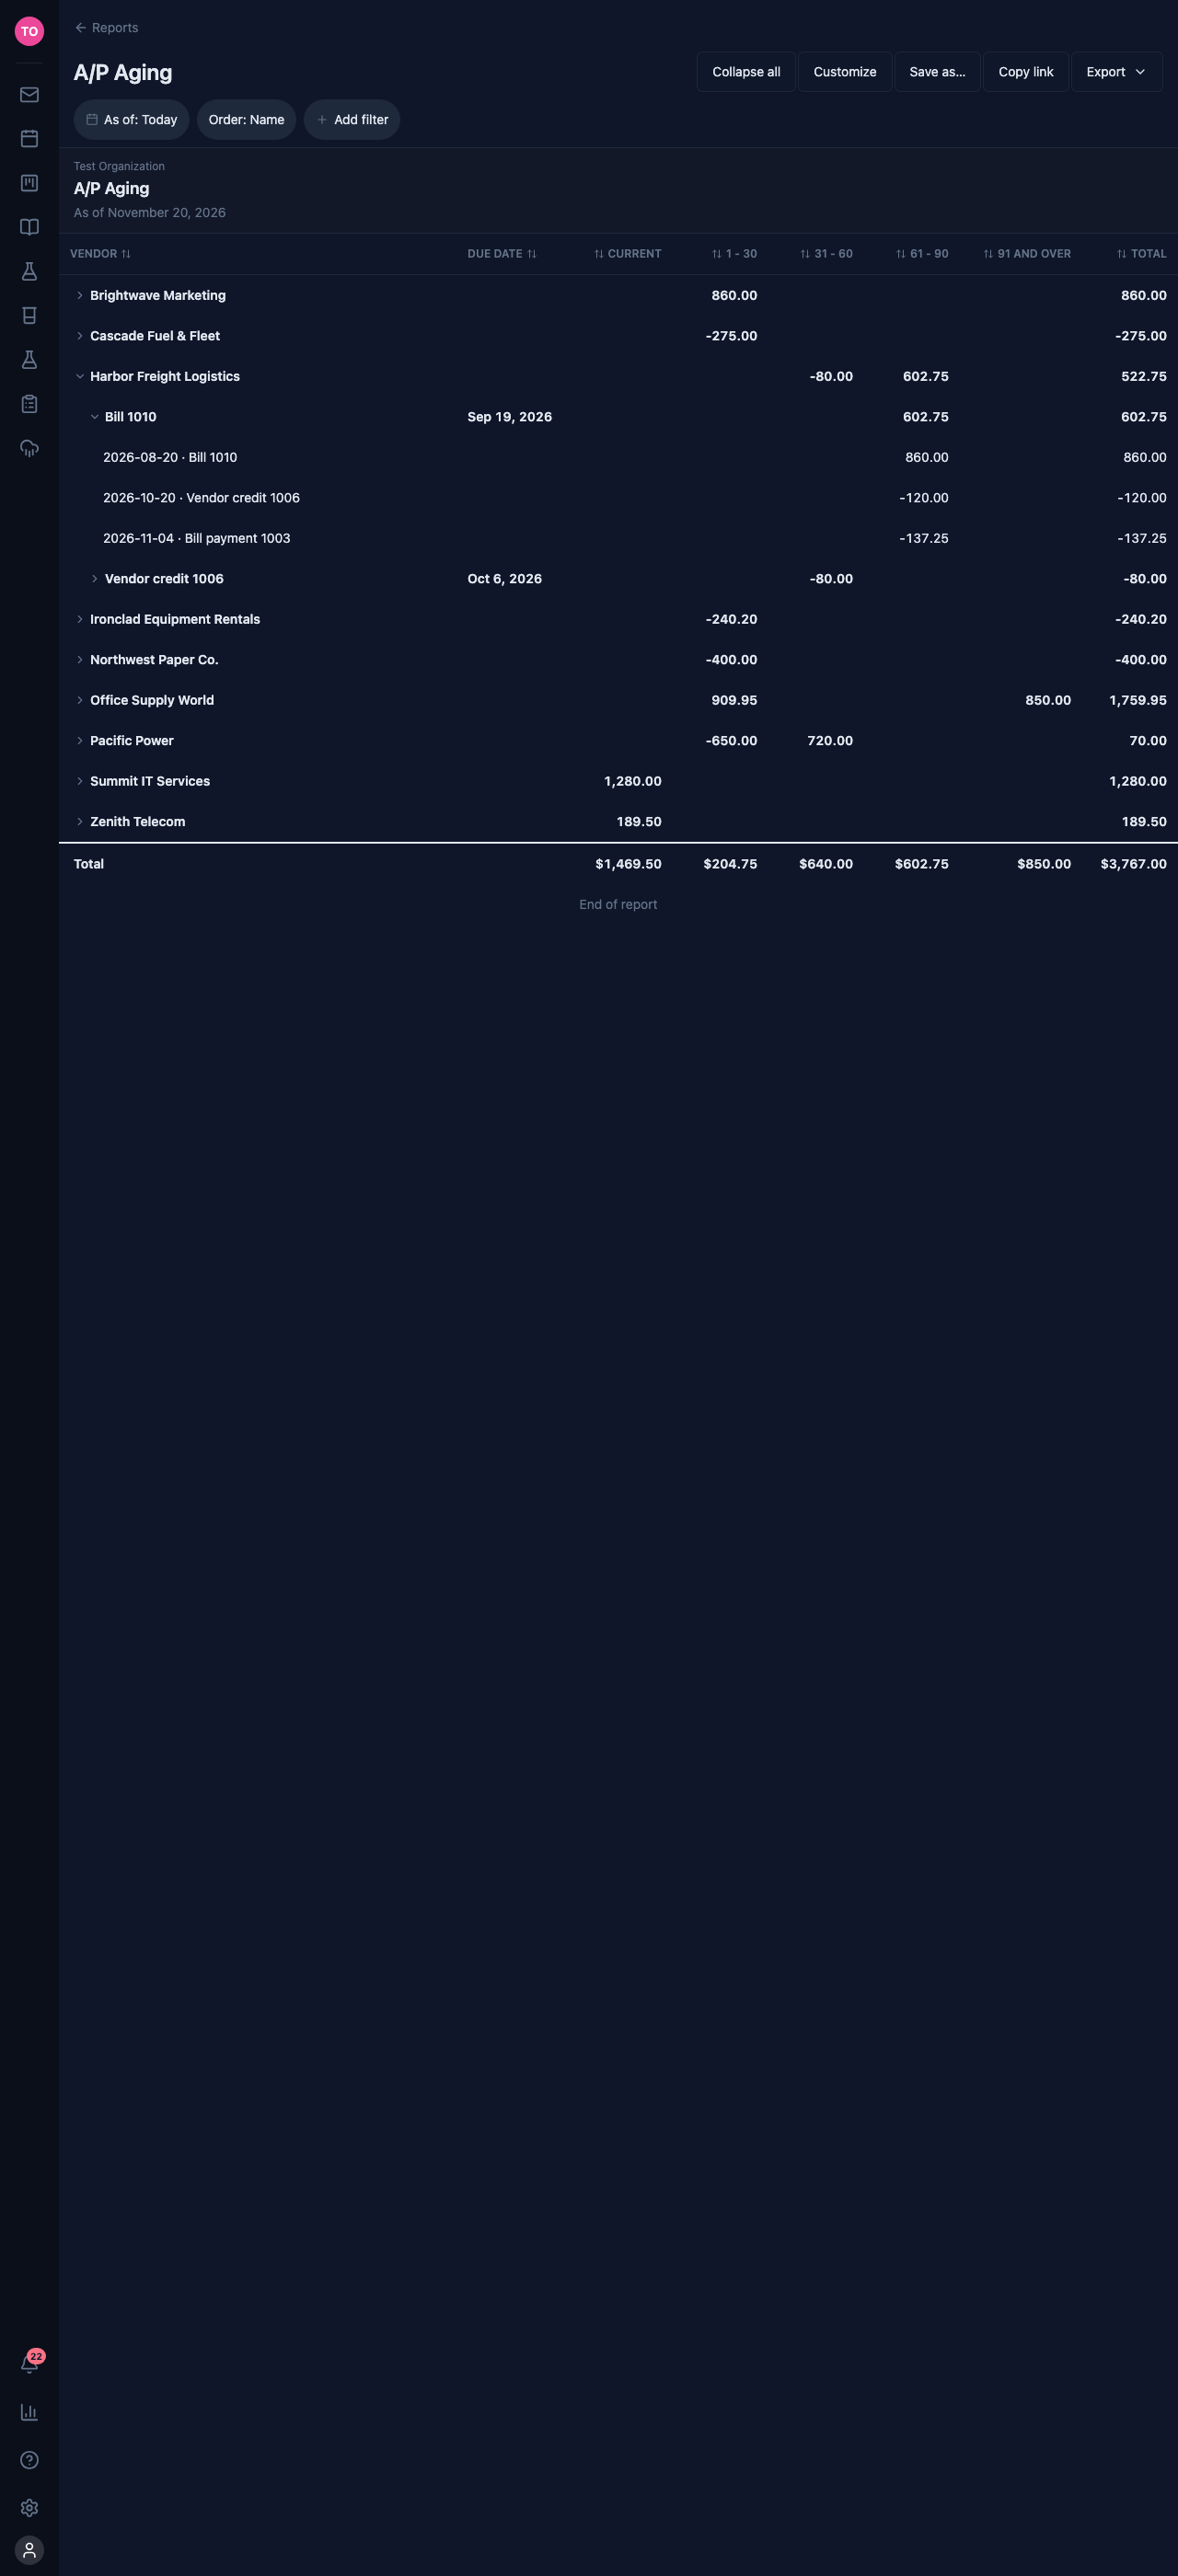 TO
Reports
A/P Aging
Collapse all Customize Save as... Copy link Export
As of: Today Order: Name Add filter
Test Organization
A/P Aging
As of November 20, 2026
VENDOR DUE DATE CURRENT 1 - 30 31 - 60 61 - 90 91 AND OVER TOTAL
Brightwave Marketing 860.00 860.00
Cascade Fuel & Fleet -275.00 -275.00
Harbor Freight Logistics -80.00 602.75 522.75
Bill 1010 Sep 19, 2026 602.75 602.75
2026-08-20 · Bill 1010 860.00 860.00
2026-10-20 · Vendor credit 1006 -120.00 -120.00
2026-11-04 · Bill payment 1003 -137.25 -137.25
Vendor credit 1006 Oct 6, 2026 -80.00 -80.00
Ironclad Equipment Rentals -240.20 -240.20
Northwest Paper Co. -400.00 -400.00
Office Supply World 909.95 850.00 1,759.95
Pacific Power -650.00 720.00 70.00
Summit IT Services 1,280.00 1,280.00
Zenith Telecom 189.50 189.50
Total $1,469.50 $204.75 $640.00 $602.75 $850.00 $3,767.00
End of report
22